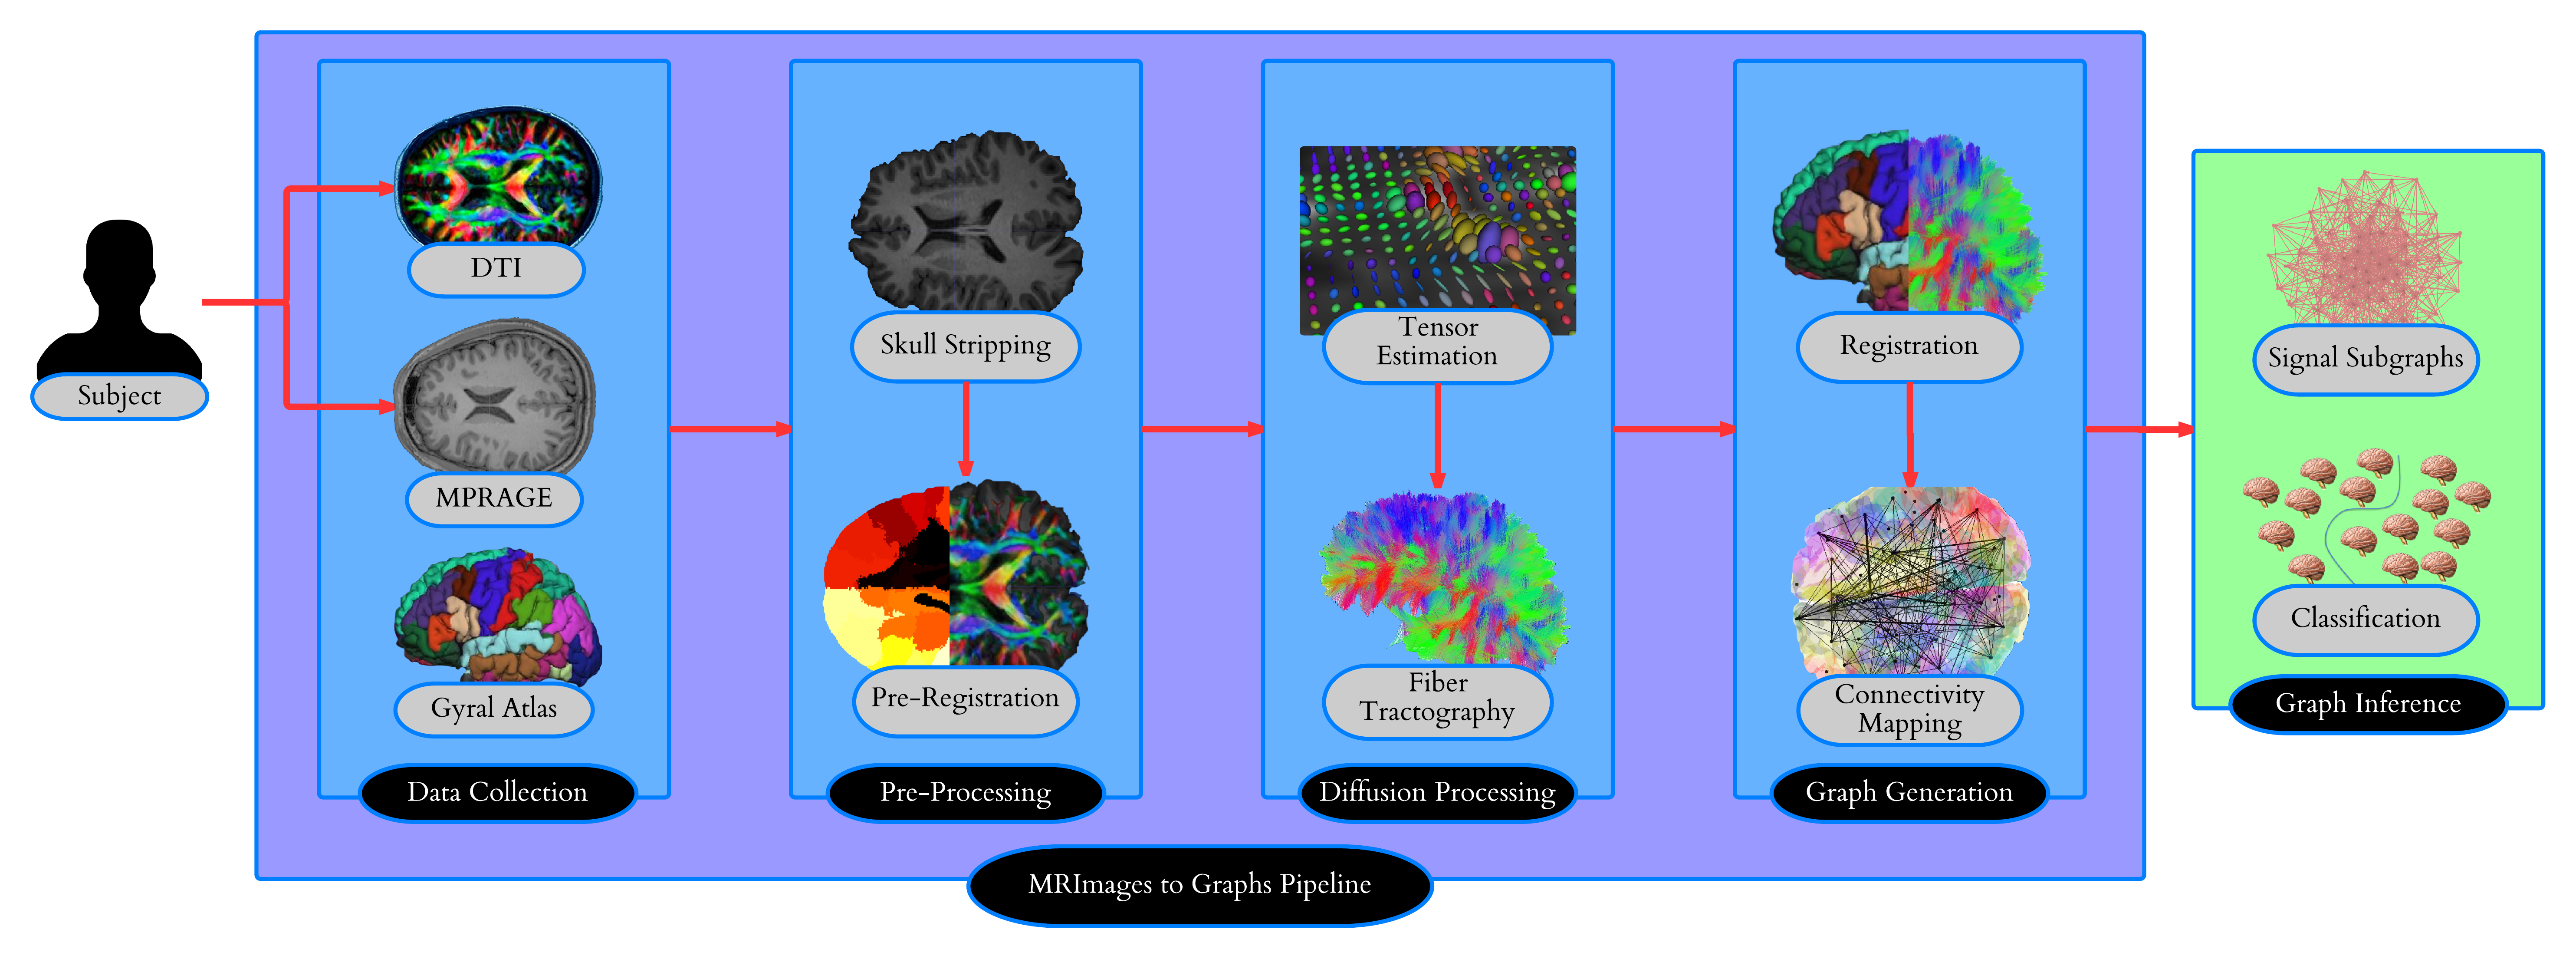 Subject
DTI
MPRAGE
Gyral Atlas
Data Collection
Skull Stripping
Pre-Registration
Pre-Processing
Tensor
Estimation
Fiber
Tractography
Diffusion Processing
Registration
Connectivity
Mapping
Graph Generation
MRImages to Graphs Pipeline
Signal Subgraphs
Classification
Graph Inference